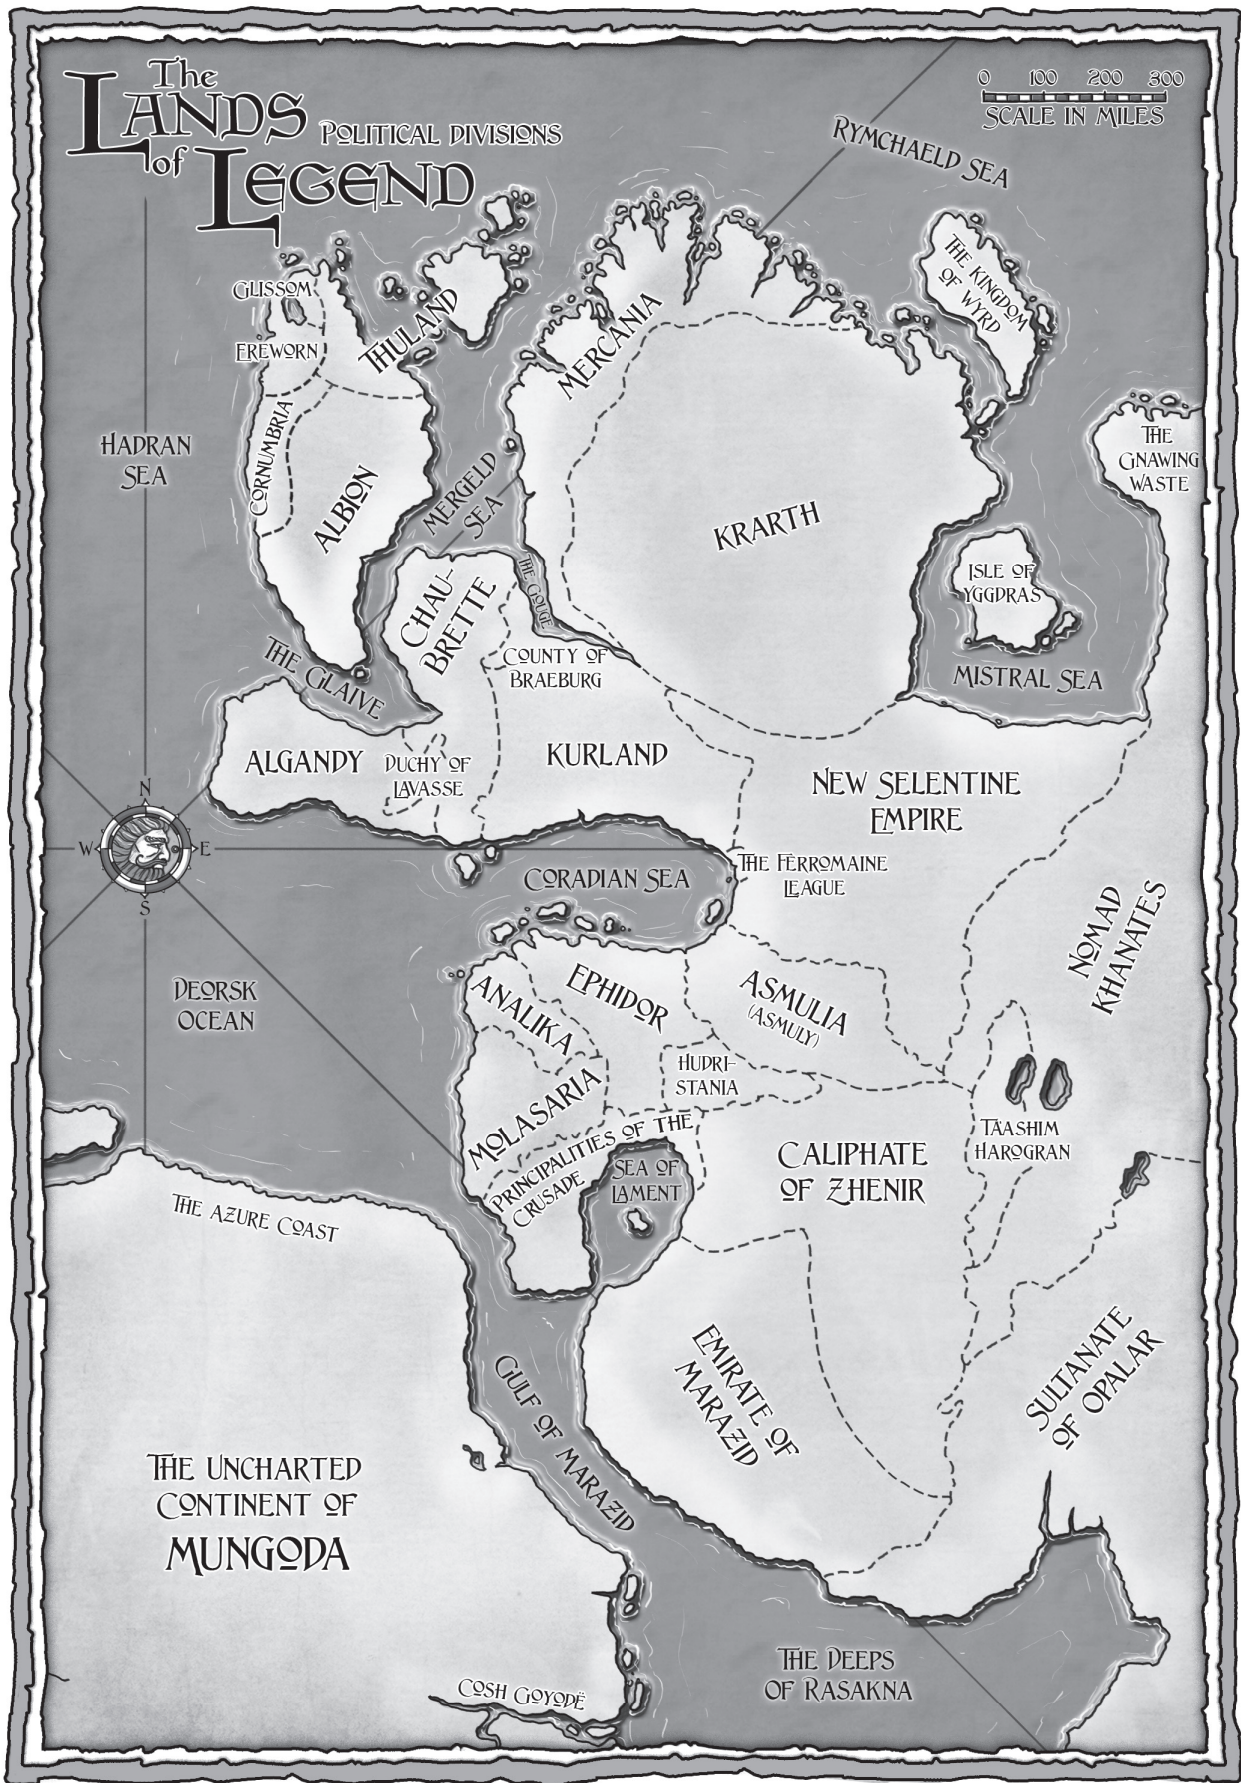 The
LANDS
of
LEGEND
POLITICAL DIVISIONS
0 100 200 300
SCALE IN MILES
RYMCHAELD SEA
THE KINGDOM
OF WYRD
GLISSOM
EREWORN
THULAND
MERCANIA
CORNUMBRIA
HADRAN
SEA
ALBION
MERGELD
SEA
KRARTH
THE
GNAWING
WASTE
ISLE OF
YGGDRAS
MISTRAL SEA
THE GOUGE
CHAU-
BRETTE
COUNTY OF
BRAEBURG
THE GLAIVE
ALGANDY
DUCHY OF
LAVASSE
KURLAND
NEW SELENTINE
EMPIRE
N
W
E
S
CORADIAN SEA
THE FERROMAINE
LEAGUE
NOMAD
KHANATES
DEORSK
OCEAN
ANALIKA
EPHIDOR
ASMULIA
(ASMULY)
HUDRI-
STANIA
MOLASARIA
PRINCIPALITIES OF THE
CRUSADE
SEA OF
LAMENT
CALIPHATE
OF ZHENIR
TAASHIM
HAROGRAN
THE AZURE COAST
GULF OF MARAZID
EMIRATE OF
MARAZID
SULTANATE
OF OPALAR
THE UNCHARTED
CONTINENT OF
MUNGODA
THE DEEPS
OF RASAKNA
COSH GOYODË